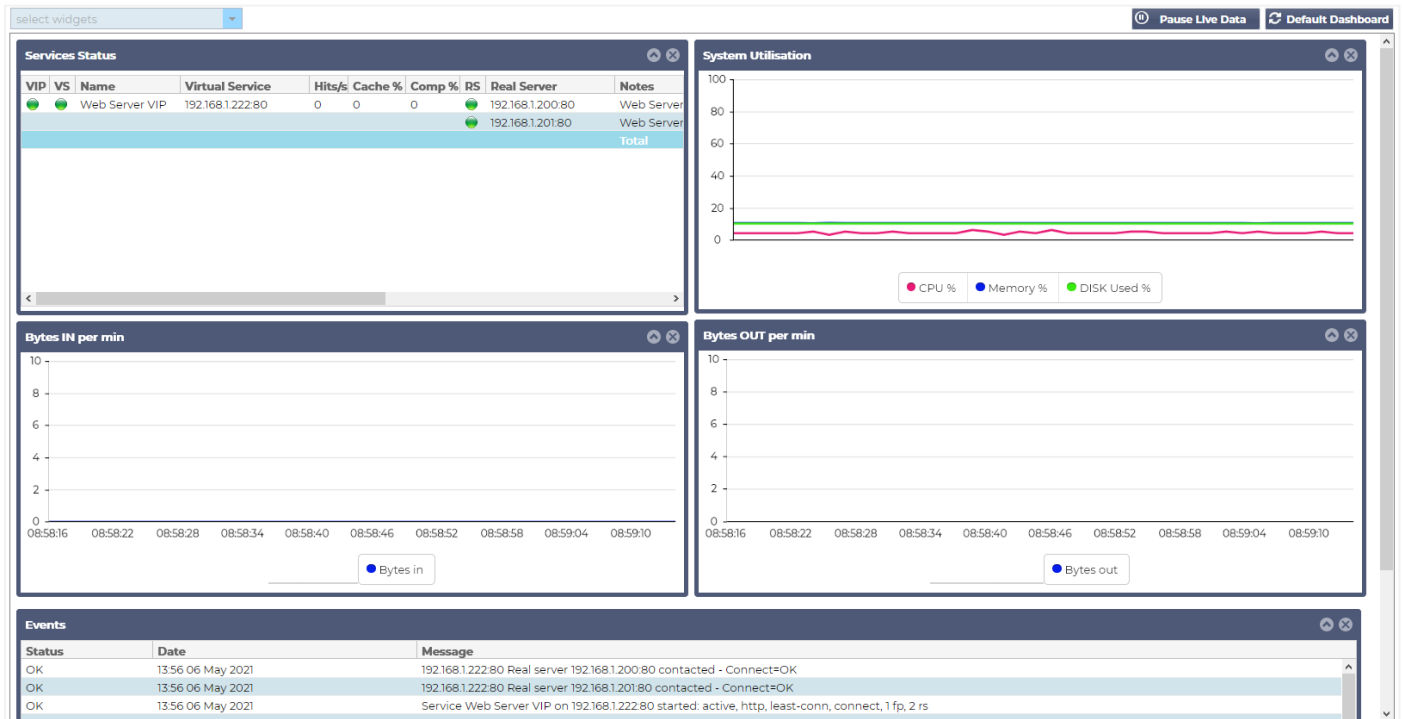 select widgets
Pause Live Data
Default Dashboard
Services Status
VIP VS Name Virtual Service Hits/s Cache % Comp % RS Real Server Notes
Web Server VIP 192.168.1.222:80 0 0 0 192.168.1.200:80 Web Server
192.168.1.201:80 Web Server
Total
System Utilisation
100
80
60
40
20
0
CPU % Memory % DISK Used %
Bytes IN per min
10
8
6
4
2
0
08:58:16 08:58:22 08:58:28 08:58:34 08:58:40 08:58:46 08:58:52 08:58:58 08:59:04 08:59:10
Bytes in
Bytes OUT per min
10
8
6
4
2
0
08:58:16 08:58:22 08:58:28 08:58:34 08:58:40 08:58:46 08:58:52 08:58:58 08:59:04 08:59:10
Bytes out
Events
Status Date Message
OK 13:56 06 May 2021 192.168.1.222:80 Real server 192.168.1.200:80 contacted - Connect=OK
OK 13:56 06 May 2021 192.168.1.222:80 Real server 192.168.1.201:80 contacted - Connect=OK
OK 13:56 06 May 2021 Service Web Server VIP on 192.168.1.222:80 started: active, http, least-conn, connect, 1 fp, 2 rs